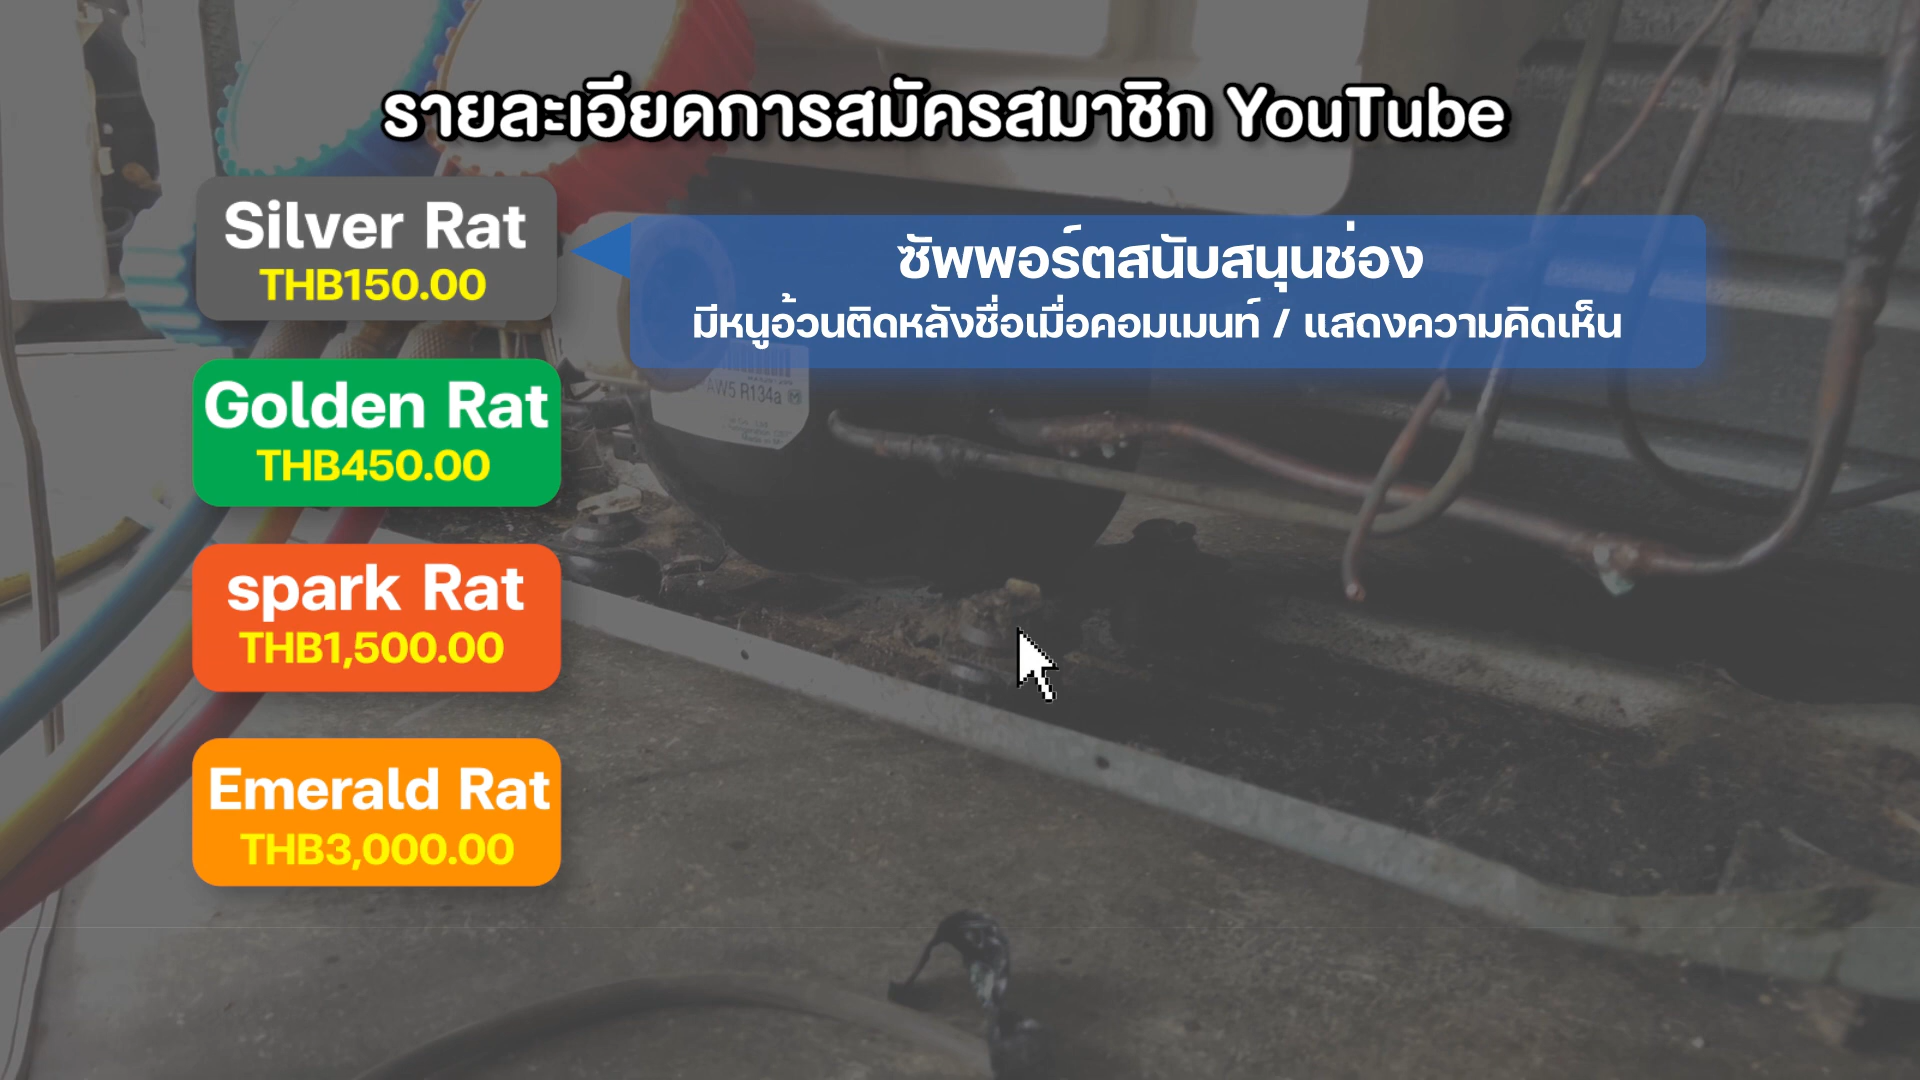 รายละเอียดการสมัครสมาชิก YouTube
Silver Rat
THB150.00
ซัพพอร์ตสนับสนุนช่อง
มีหนูอ้วนติดหลังชื่อเมื่อคอมเมนท์ / แสดงความคิดเห็น
Golden Rat
THB450.00
AW5 R134a
spark Rat
THB1,500.00
Emerald Rat
THB3,000.00